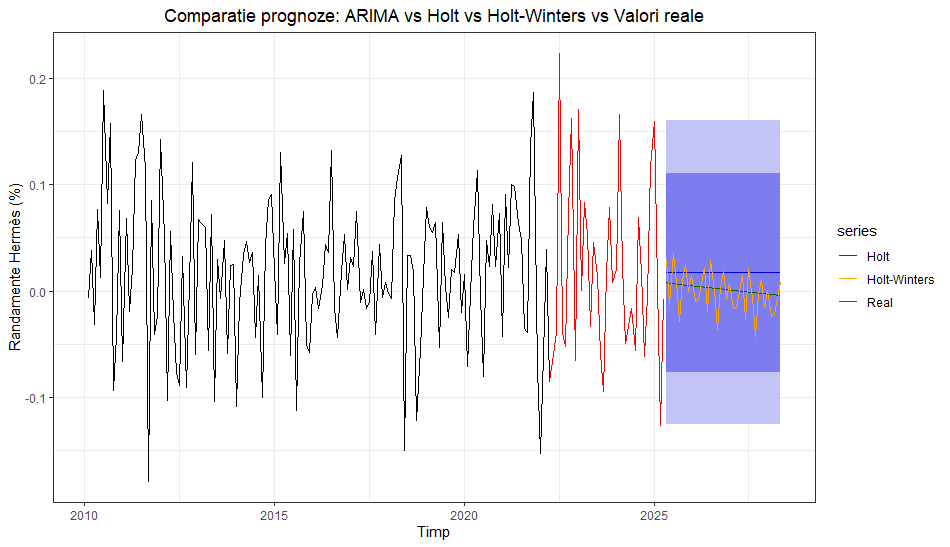 Comparatie prognoze: ARIMA vs Holt vs Holt-Winters vs Valori reale
Randamente Hermès (%)
0.2
0.1
0.0
-0.1
2010
2015
2020
2025
Timp
series
Holt
Holt-Winters
Real